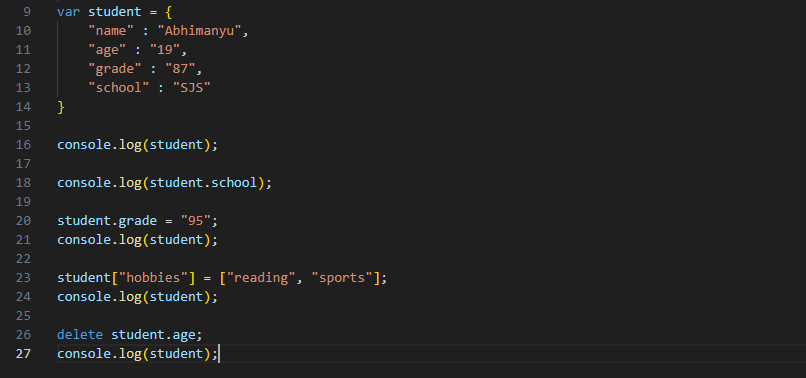 9 var student = {
10 "name" : "Abhimanyu",
11 "age" : "19",
12 "grade" : "87",
13 "school" : "SJS"
14 }
15
16 console.log(student);
17
18 console.log(student.school);
19
20 student.grade = "95";
21 console.log(student);
22
23 student["hobbies"] = ["reading", "sports"];
24 console.log(student);
25
26 delete student.age;
27 console.log(student);